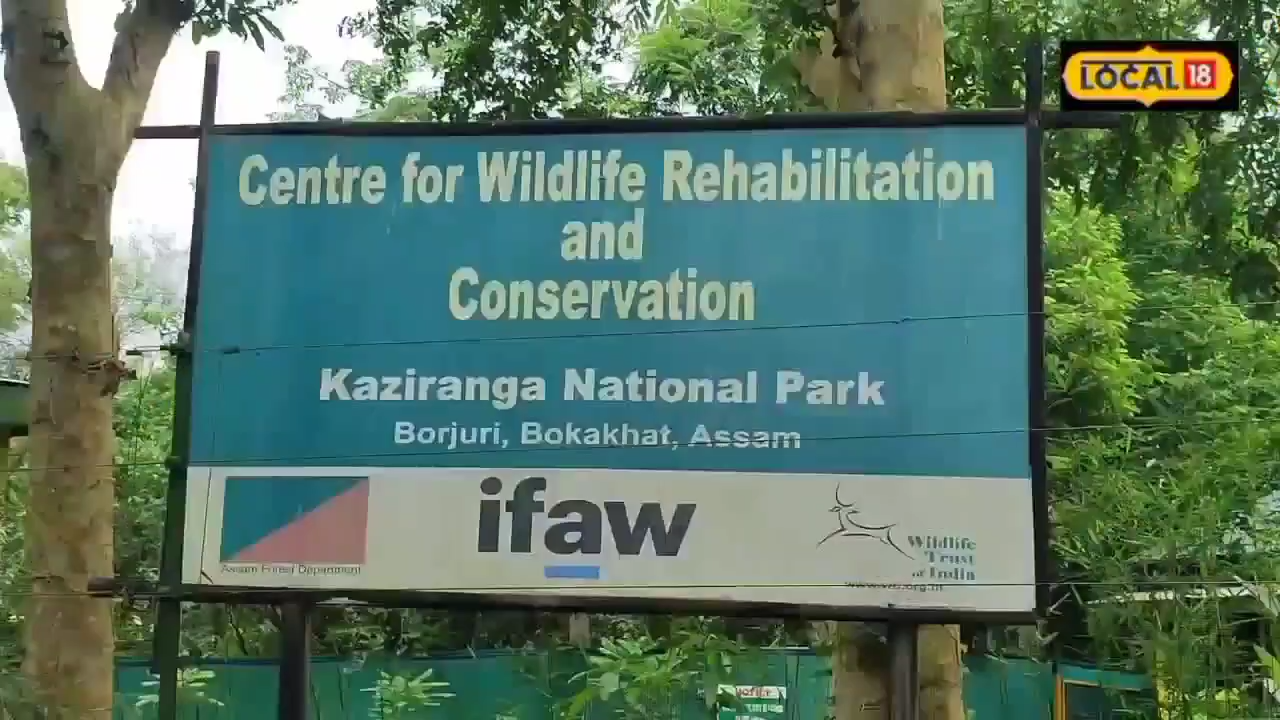 LOCAL 18
Centre for Wildlife Rehabilitation
and
Conservation
Kaziranga National Park
Borjuri, Bokakhat, Assam
Assam Forest Department
ifaw
Wildlife
Trust
of India
NOTICE